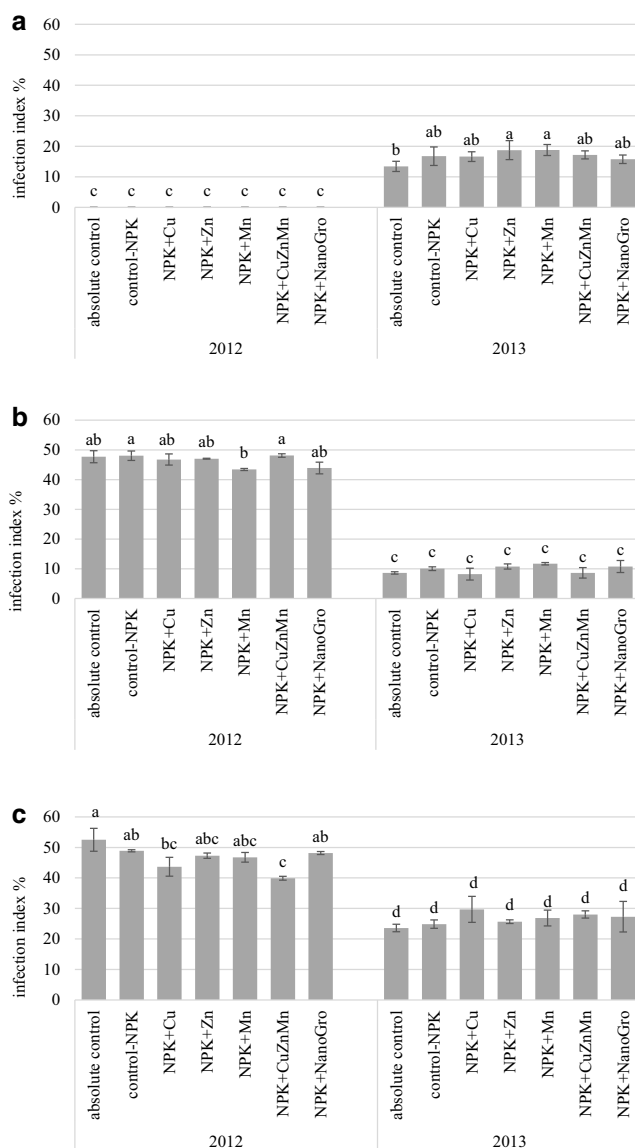 a
infection index %
60
50
40
30
20
10
0
c c c c c c c
b ab ab a a ab ab
absolute control
control-NPK
NPK+Cu
NPK+Zn
NPK+Mn
NPK+CuZnMn
NPK+NanoGro
absolute control
control-NPK
NPK+Cu
NPK+Zn
NPK+Mn
NPK+CuZnMn
NPK+NanoGro
2012 2013
b
infection index %
60
50
40
30
20
10
0
ab a ab ab b a ab
c c c c c c c
absolute control
control-NPK
NPK+Cu
NPK+Zn
NPK+Mn
NPK+CuZnMn
NPK+NanoGro
absolute control
control-NPK
NPK+Cu
NPK+Zn
NPK+Mn
NPK+CuZnMn
NPK+NanoGro
2012 2013
c
infection index %
60
50
40
30
20
10
0
a ab bc abc abc c ab
d d d d d d d
absolute control
control-NPK
NPK+Cu
NPK+Zn
NPK+Mn
NPK+CuZnMn
NPK+NanoGro
absolute control
control-NPK
NPK+Cu
NPK+Zn
NPK+Mn
NPK+CuZnMn
NPK+NanoGro
2012 2013